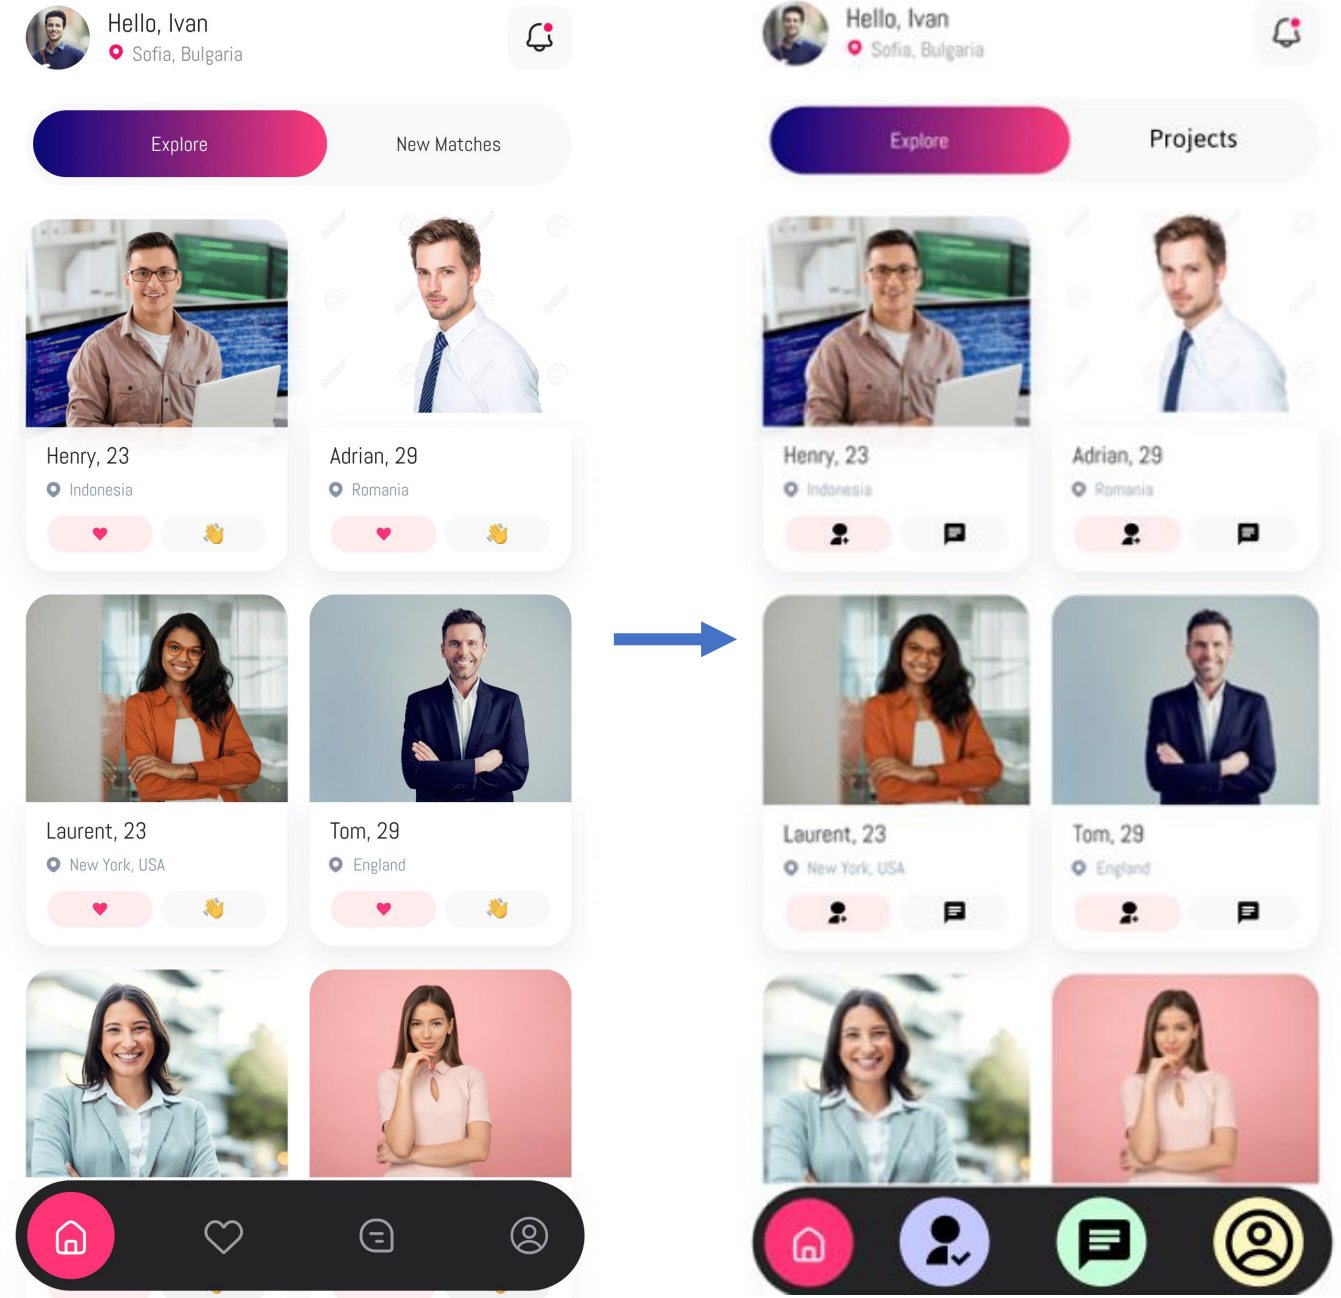 Hello, Ivan
Sofia, Bulgaria
Explore
New Matches
Henry, 23
Indonesia
Adrian, 29
Romania
Laurent, 23
New York, USA
Tom, 29
England
Hello, Ivan
Sofia, Bulgaria
Explore
Projects
Henry, 23
Indonesia
Adrian, 29
Romania
Laurent, 23
New York, USA
Tom, 29
England